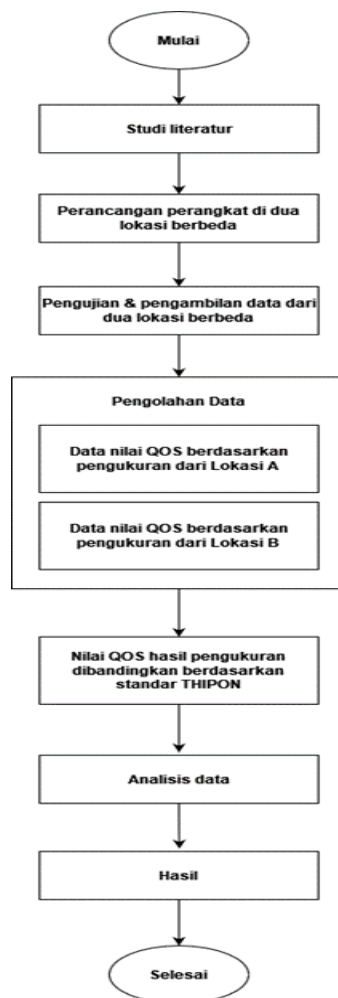 Mulai
Studi literatur
Perancangan perangkat di dua
lokasi berbeda
Pengujian & pengambilan data dari
dua lokasi berbeda
Pengolahan Data
Data nilai QOS berdasarkan
pengukuran dari Lokasi A
Data nilai QOS berdasarkan
pengukuran dari Lokasi B
Nilai QOS hasil pengukuran
dibandingkan berdasarkan
standar THIPON
Analisis data
Hasil
Selesai